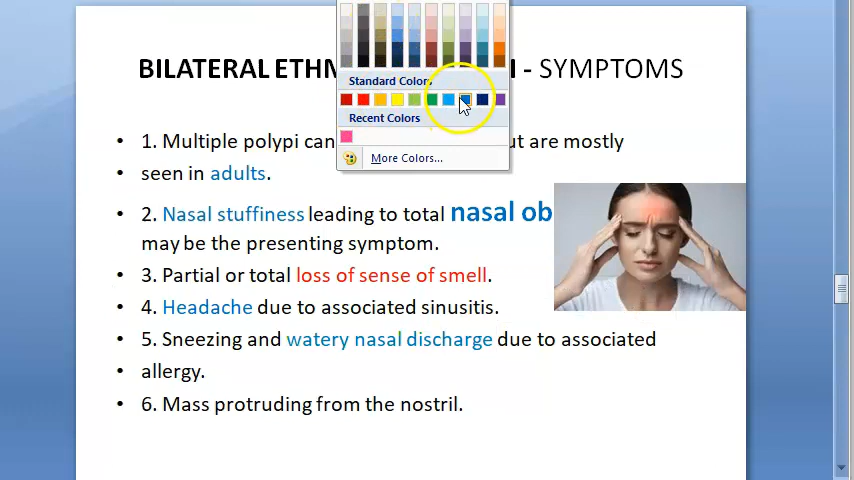 Standard Colors
Recent Colors
More Colors...
BILATERAL ETHM - SYMPTOMS
• 1. Multiple polypi can ut are mostly
• seen in adults.
• 2. Nasal stuffiness leading to total nasal ob
may be the presenting symptom.
• 3. Partial or total loss of sense of smell.
• 4. Headache due to associated sinusitis.
• 5. Sneezing and watery nasal discharge due to associated
• allergy.
• 6. Mass protruding from the nostril.